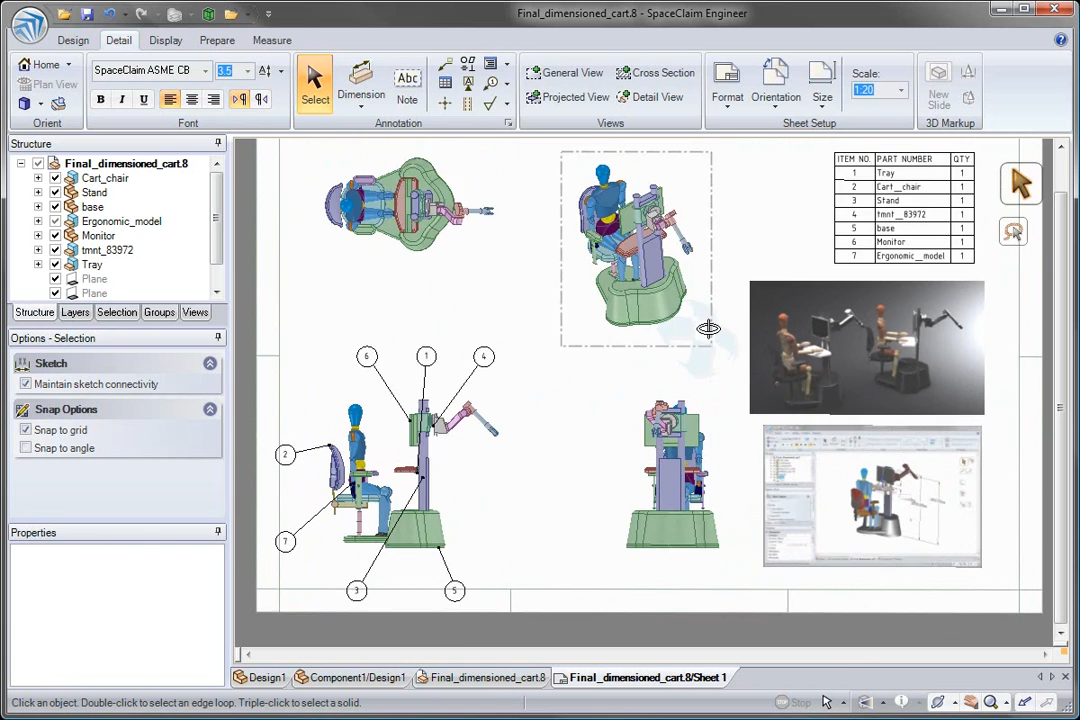 Final_dimensioned_cart.8 - SpaceClaim Engineer
Design Detail Display Prepare Measure
Home
Plan View
Orient
SpaceClaim ASME CB 3.5
B I U
Font
Select
Dimension
Abc
Note
Annotation
General View
Cross Section
Projected View
Detail View
Views
Format
Orientation
Size
Scale:
1:20
Sheet Setup
New Slide
3D Markup
Structure
Final_dimensioned_cart.8
Cart_chair
Stand
base
Ergonomic_model
Monitor
tmnt_83972
Tray
Plane
Plane
Structure Layers Selection Groups Views
Options - Selection
Sketch
Maintain sketch connectivity
Snap Options
Snap to grid
Snap to angle
Properties
ITEM NO. PART NUMBER QTY
1 Tray 1
2 Cart__chair 1
3 Stand 1
4 tmnt__83972 1
5 base 1
6 Monitor 1
7 Ergonomic__model 1
6 1 4
2
7
3 5
Design1 Component1/Design1 Final_dimensioned_cart.8 Final_dimensioned_cart.8/Sheet 1
Click an object. Double-click to select an edge loop. Triple-click to select a solid.
Stop